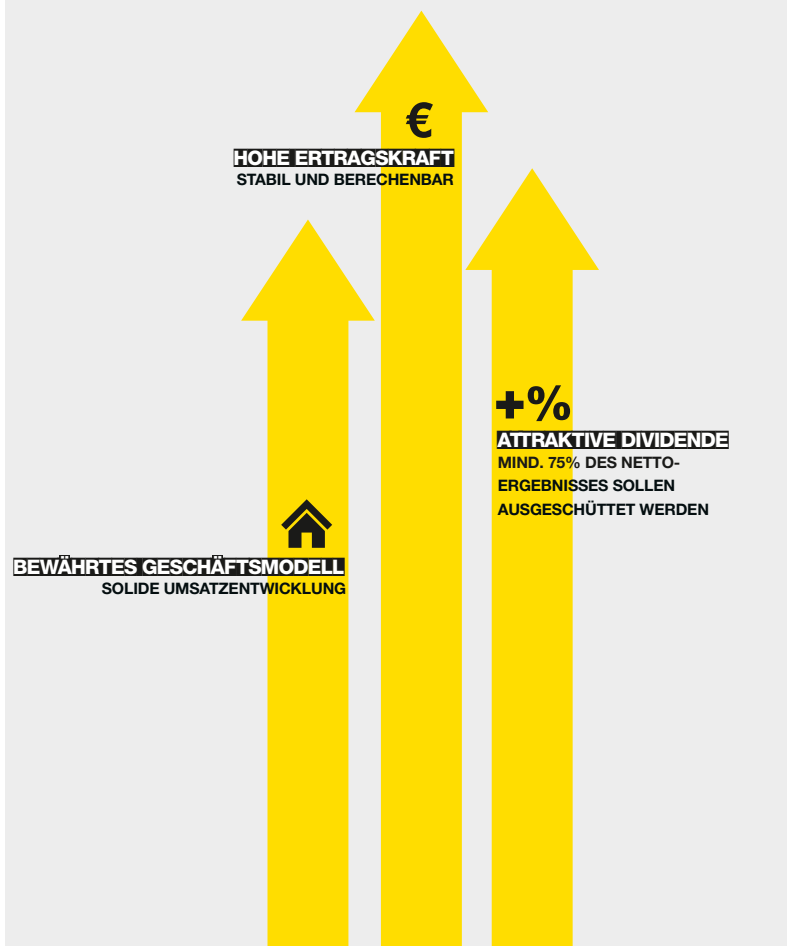 €
HOHE ERTRAGSKRAFT
STABIL UND BERECHENBAR
+%
ATTRAKTIVE DIVIDENDE
MIND. 75% DES NETTO-
ERGEBNISSES SOLLEN
AUSGESCHÜTTET WERDEN
BEWÄHRTES GESCHÄFTSMODELL
SOLIDE UMSATZENTWICKLUNG